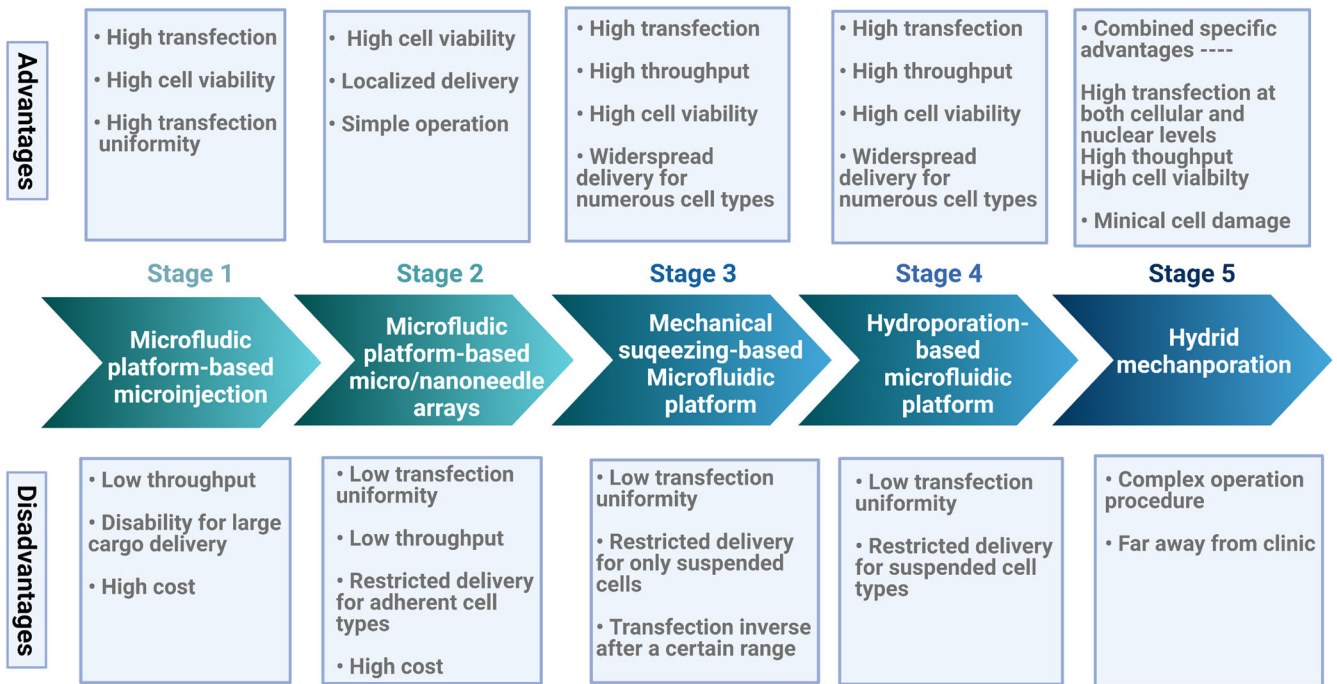 Advantages
• High transfection
• High cell viability
• High transfection
uniformity
• High cell viability
• Localized delivery
• Simple operation
• High transfection
• High throughput
• High cell viability
• Widerspread
delivery for
numerous cell types
• High transfection
• High throughput
• High cell viability
• Widerspread
delivery for
numerous cell types
• Combined specific
advantages ----
High transfection at
both cellular and
nuclear levels
High thoughput
High cell vialbilty
• Minical cell damage
Stage 1
Stage 2
Stage 3
Stage 4
Stage 5
Microfludic
platform-based
microinjection
Microfludic
platform-based
micro/nanoneedle
arrays
Mechanical
suqeezing-based
Microfluidic
platform
Hydroporation-
based
microfluidic
platform
Hydrid
mechanporation
Disadvantages
• Low throughput
• Disability for large
cargo delivery
• High cost
• Low transfection
uniformity
• Low throughput
• Restricted delivery
for adherent cell
types
• High cost
• Low transfection
uniformity
• Restricted delivery
for only suspended
cells
• Transfection inverse
after a certain range
• Low transfection
uniformity
• Restricted delivery
for suspended cell
types
• Complex operation
procedure
• Far away from clinic